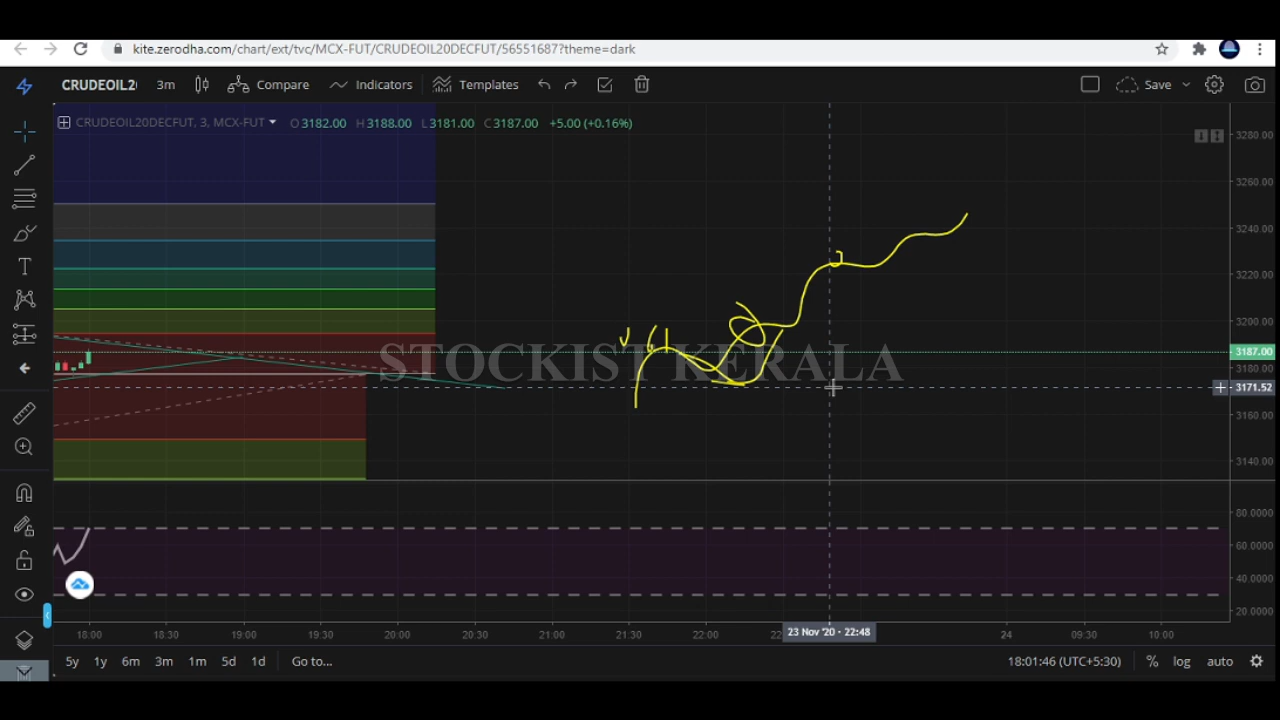 kite.zerodha.com/chart/ext/tvc/MCX-FUT/CRUDEOIL20DECFUT/56551687?theme=dark
CRUDEOIL2 3m Compare Indicators Templates Save
CRUDEOIL20DECFUT, 3, MCX-FUT O3182.00 H3188.00 L3181.00 C3187.00 +5.00 (+0.16%)
3280.00
3260.00
3240.00
3220.00
3200.00
3187.00
3180.00
STOCKIST KERALA
3171.52
3160.00
3140.00
80.0000
60.0000
40.0000
20.0000
18:00 18:30 19:00 19:30 20:00 20:30 21:00 21:30 22:00 23 Nov '20 - 22:48 24 09:30 10:00
5y 1y 6m 3m 1m 5d 1d Go to... 18:01:46 (UTC+5:30) % log auto